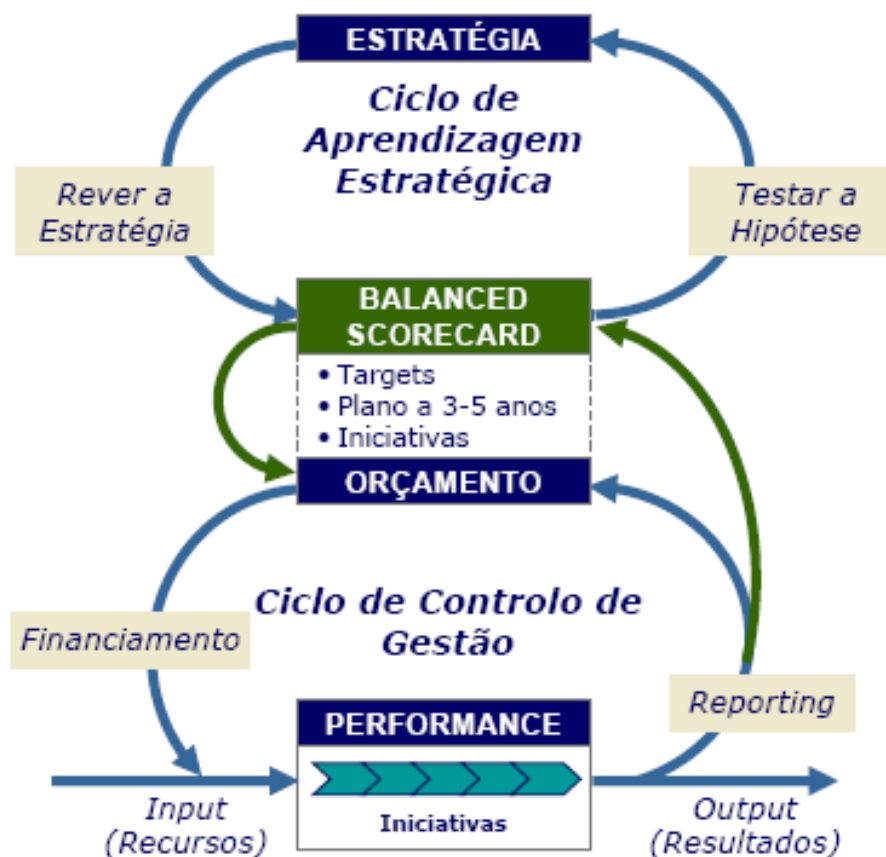 ESTRATÉGIA
Ciclo de
Aprendizagem
Estratégica
Rever a
Estratégia
Testar a
Hipótese
BALANCED
SCORECARD
• Targets
• Plano a 3-5 anos
• Iniciativas
ORÇAMENTO
Ciclo de Controlo de
Gestão
Financiamento
Reporting
PERFORMANCE
Iniciativas
Input
(Recursos)
Output
(Resultados)